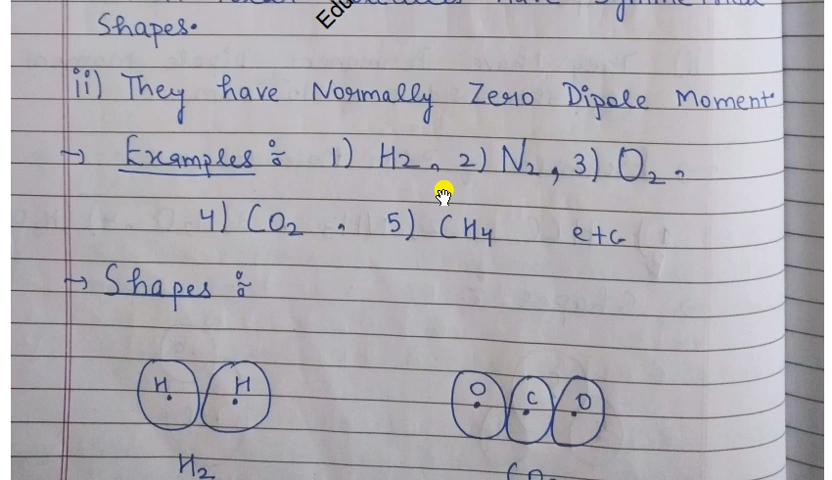 Edu
Shapes.
ii) They have Normally Zero Dipole Moment.
→ Examples : 1) H2, 2) N2, 3) O2,
4) CO2, 5) CH4 etc
→ Shapes :
H H O C O
H2